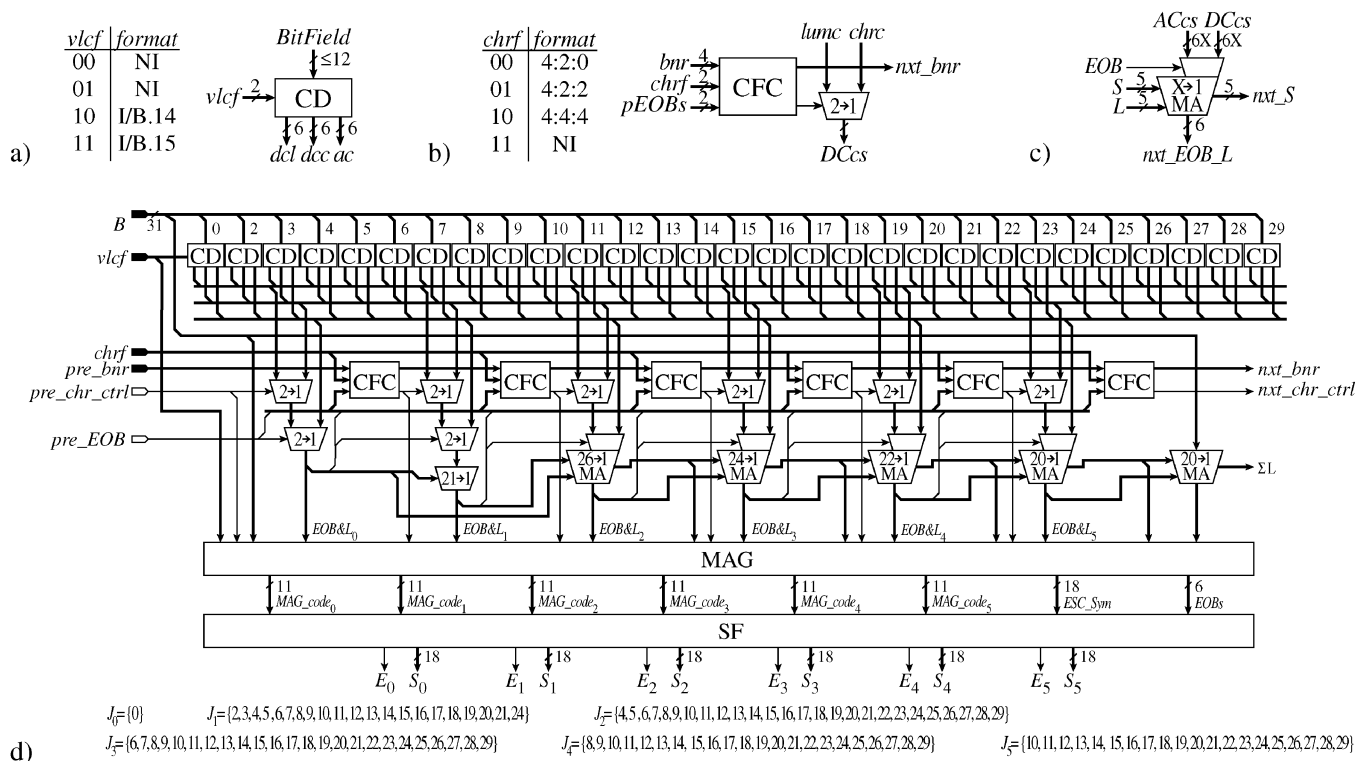 vlcf format
00 NI
01 NI
10 I/B.14
11 I/B.15
a)
BitField
≤12
vlcf 2 CD
6 6 6
dcl dcc ac
chrf format
00 4:2:0
01 4:2:2
10 4:4:4
11 NI
b)
lumc chrc
bnr 4
chrf 2
pEOBs 2
CFC
nxt_bnr
2→1
DCcs
ACcs DCcs
6X 6X
EOB
S 5
L 5
X→1
MA
5 nxt_S
6
c)
nxt_EOB_L
B 31
0 2 3 4 5 6 7 8 9 10 11 12 13 14 15 16 17 18 19 20 21 22 23 24 25 26 27 28 29
vlcf
CD CD CD CD CD CD CD CD CD CD CD CD CD CD CD CD CD CD CD CD CD CD CD CD CD CD CD CD CD
chrf
pre_bnr
pre_chr_ctrl
pre_EOB
2→1 CFC 2→1 CFC 2→1 CFC 2→1 CFC 2→1 CFC 2→1 CFC
nxt_bnr
nxt_chr_ctrl
2→1 2→1
21→1
26→1 MA
24→1 MA
22→1 MA
20→1 MA
20→1 MA
ΣL
EOB&L0 EOB&L1 EOB&L2 EOB&L3 EOB&L4 EOB&L5
MAG
11 11 11 11 11 11 18 6
MAG_code0 MAG_code1 MAG_code2 MAG_code3 MAG_code4 MAG_code5 ESC_Sym EOBs
SF
18 18 18 18 18 18
E0 S0 E1 S1 E2 S2 E3 S3 E4 S4 E5 S5
J0={0} J1={2,3,4,5,6,7,8,9,10,11,12,13,14,15,16,17,18,19,20,21,24} J2={4,5,6,7,8,9,10,11,12,13,14,15,16,17,18,19,20,21,22,23,24,25,26,27,28,29}
J3={6,7,8,9,10,11,12,13,14,15,16,17,18,19,20,21,22,23,24,25,26,27,28,29} J4={8,9,10,11,12,13,14,15,16,17,18,19,20,21,22,23,24,25,26,27,28,29} J5={10,11,12,13,14,15,16,17,18,19,20,21,22,23,24,25,26,27,28,29}
d)